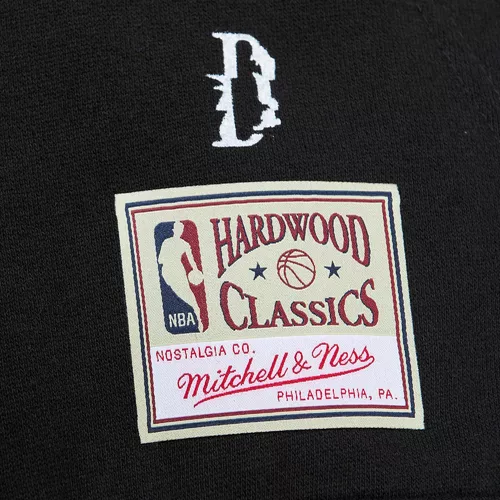 D
NBA
HARDWOOD
CLASSICS
NOSTALGIA CO.
Mitchell & Ness
PHILADELPHIA, PA.